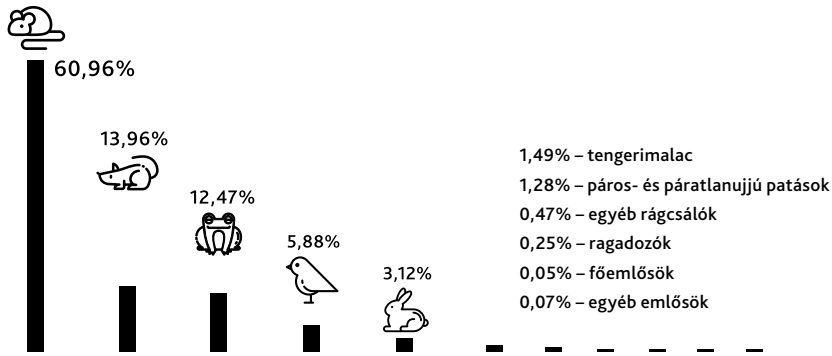 60,96%
13,96%
12,47%
5,88%
3,12%
1,49% – tengerimalac
1,28% – páros- és páratlanujjú patások
0,47% – egyéb rágcsálók
0,25% – ragadozók
0,05% – főemlősök
0,07% – egyéb emlősök